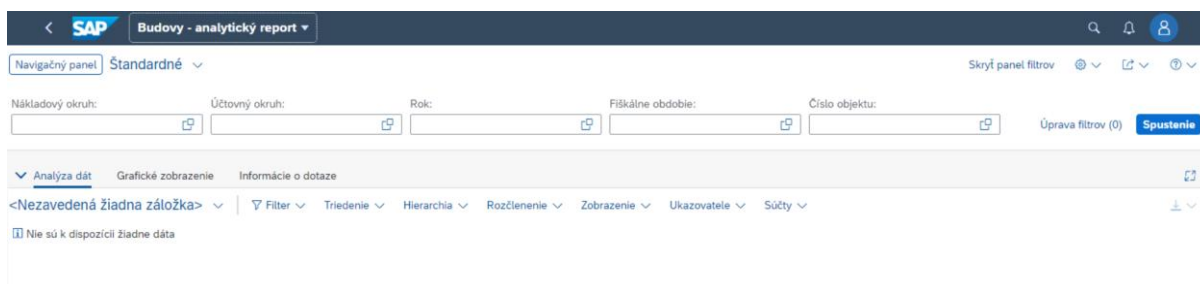 SAP Budovy - analytický report
Navigačný panel Štandardné Skryť panel filtrov
Nákladový okruh: Účtovný okruh: Rok: Fiškálne obdobie: Číslo objektu:
Úprava filtrov (0) Spustenie
Analýza dát Grafické zobrazenie Informácie o dotaze
<Nezavedená žiadna záložka> Filter Triedenie Hierarchia Rozčlenenie Zobrazenie Ukazovatele Súčty
Nie sú k dispozícii žiadne dáta